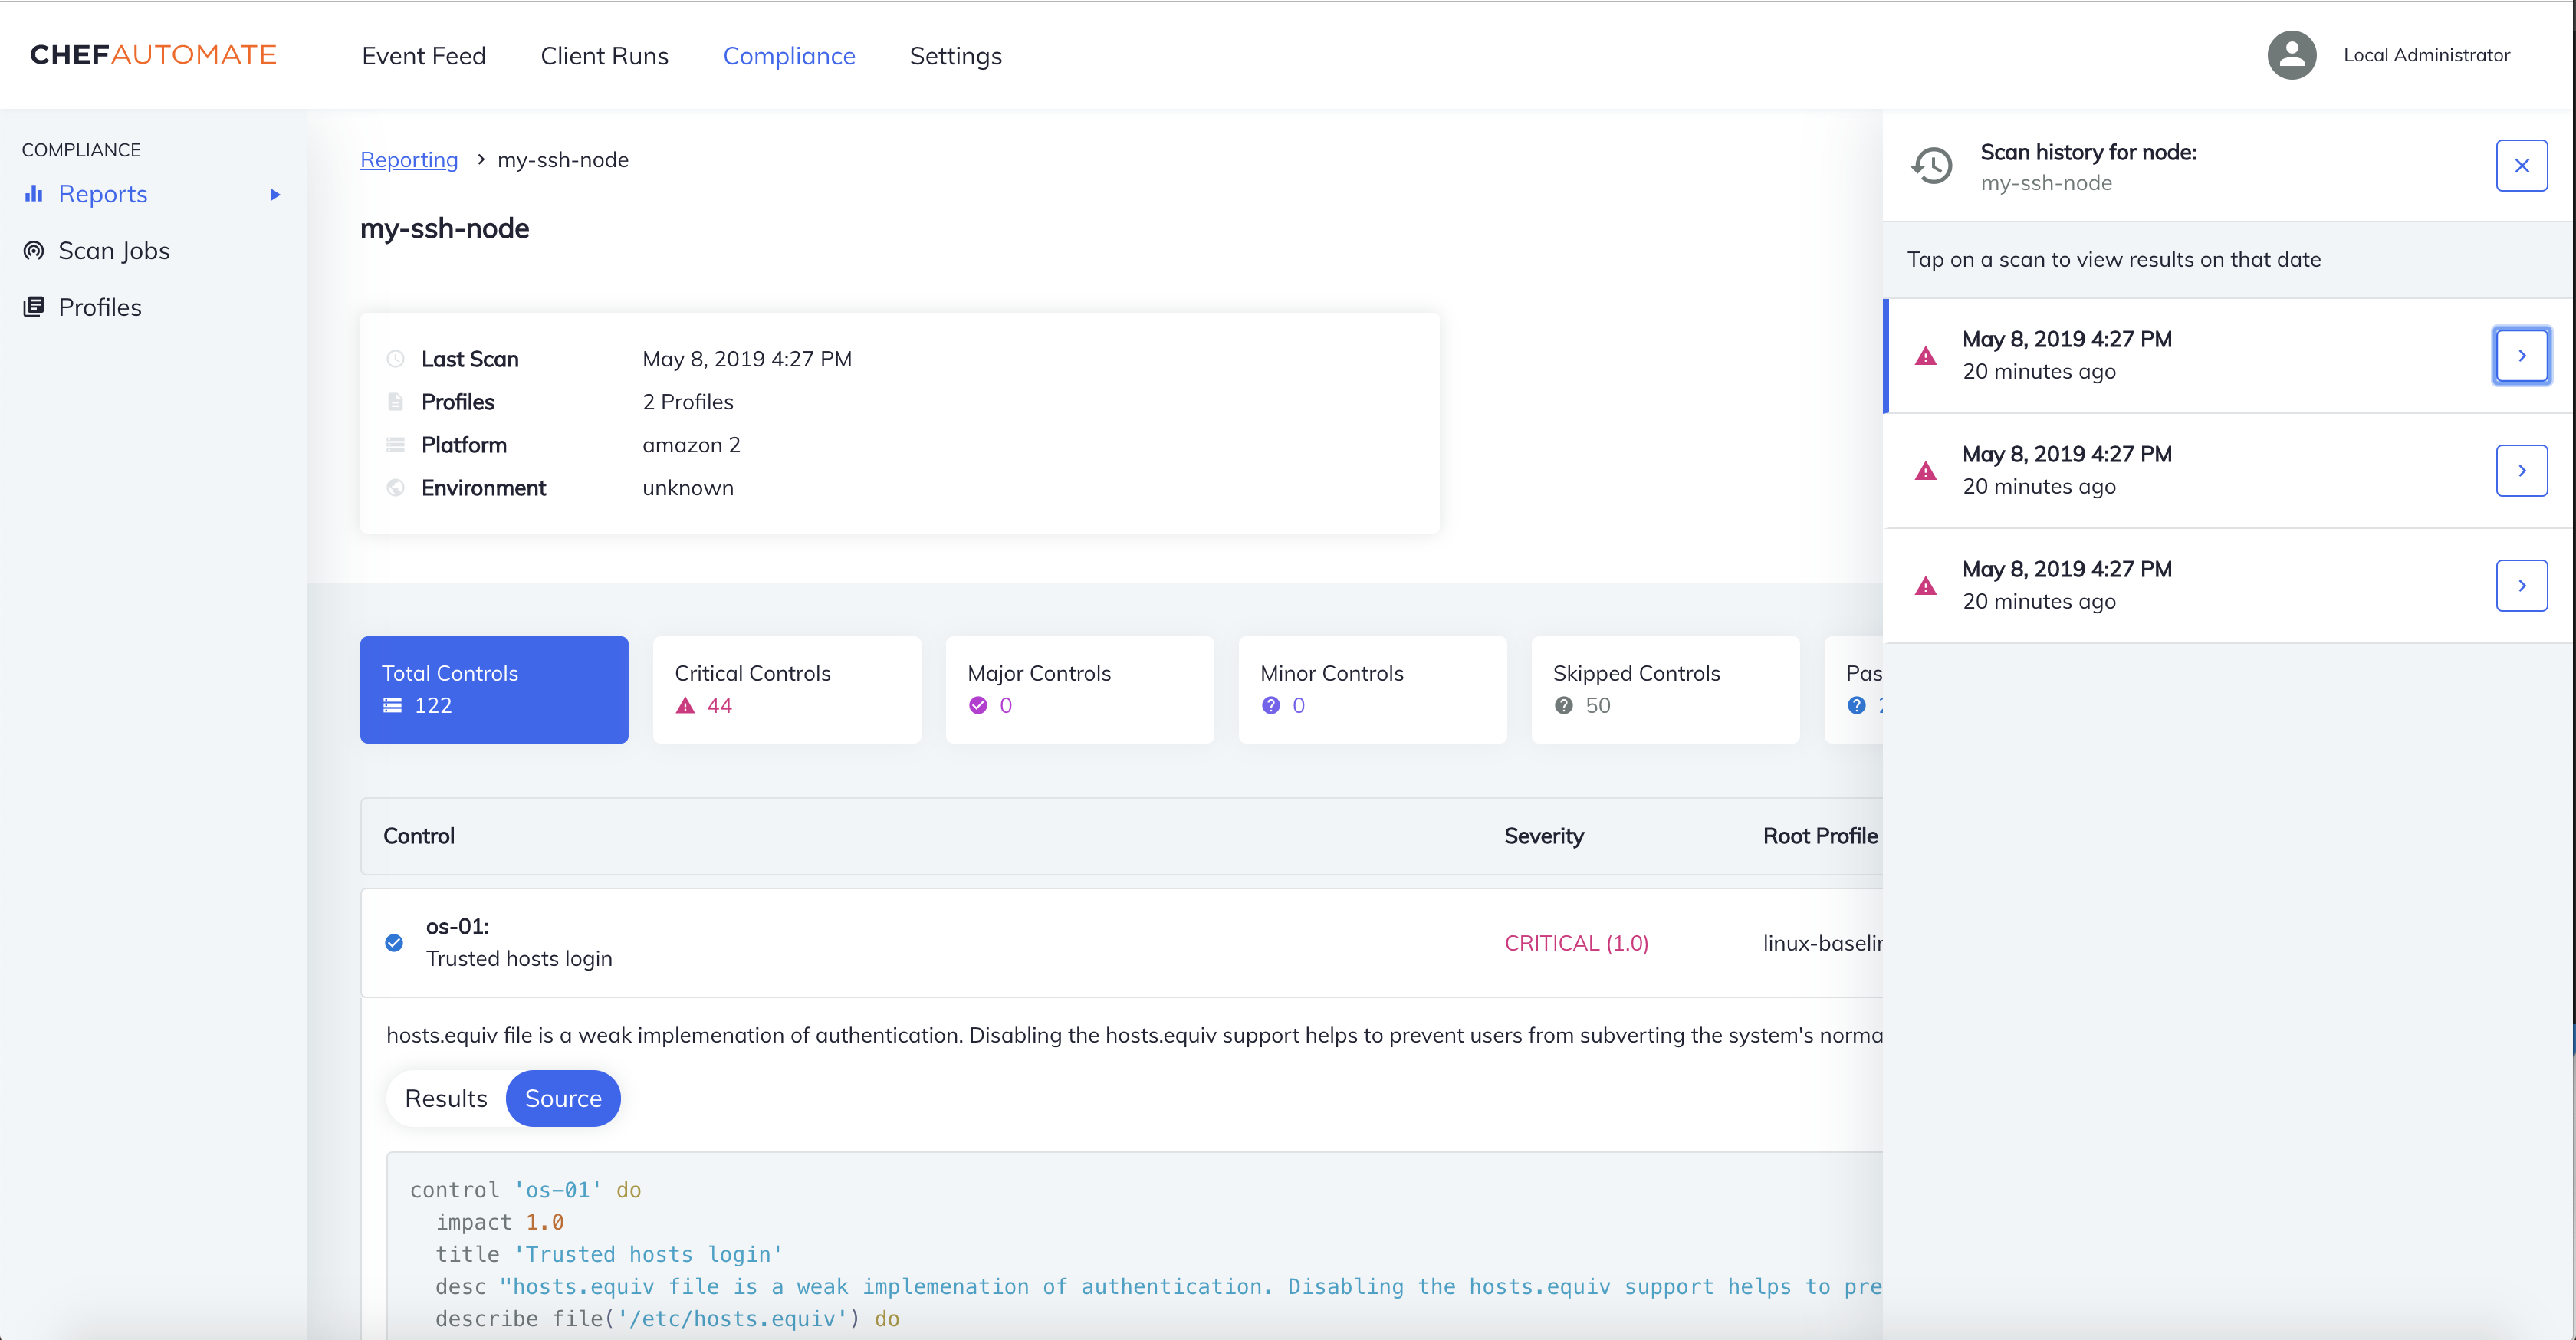 CHEFAUTOMATE
Event Feed
Client Runs
Compliance
Settings
Local Administrator
COMPLIANCE
Reports
Scan Jobs
Profiles
Reporting > my-ssh-node
my-ssh-node
Last Scan May 8, 2019 4:27 PM
Profiles 2 Profiles
Platform amazon 2
Environment unknown
Total Controls
122
Critical Controls
44
Major Controls
0
Minor Controls
0
Skipped Controls
50
Control Severity Root Profile
os-01:
Trusted hosts login
CRITICAL (1.0)
hosts.equiv file is a weak implemenation of authentication. Disabling the hosts.equiv support helps to prevent users from subverting the system's
Results
Source
control 'os-01' do
impact 1.0
title 'Trusted hosts login'
desc "hosts.equiv file is a weak implemenation of authentication. Disabling the hosts.equiv support helps to
describe file('/etc/hosts.equiv') do
Scan history for node:
my-ssh-node
Tap on a scan to view results on that date
May 8, 2019 4:27 PM
20 minutes ago
May 8, 2019 4:27 PM
20 minutes ago
May 8, 2019 4:27 PM
20 minutes ago